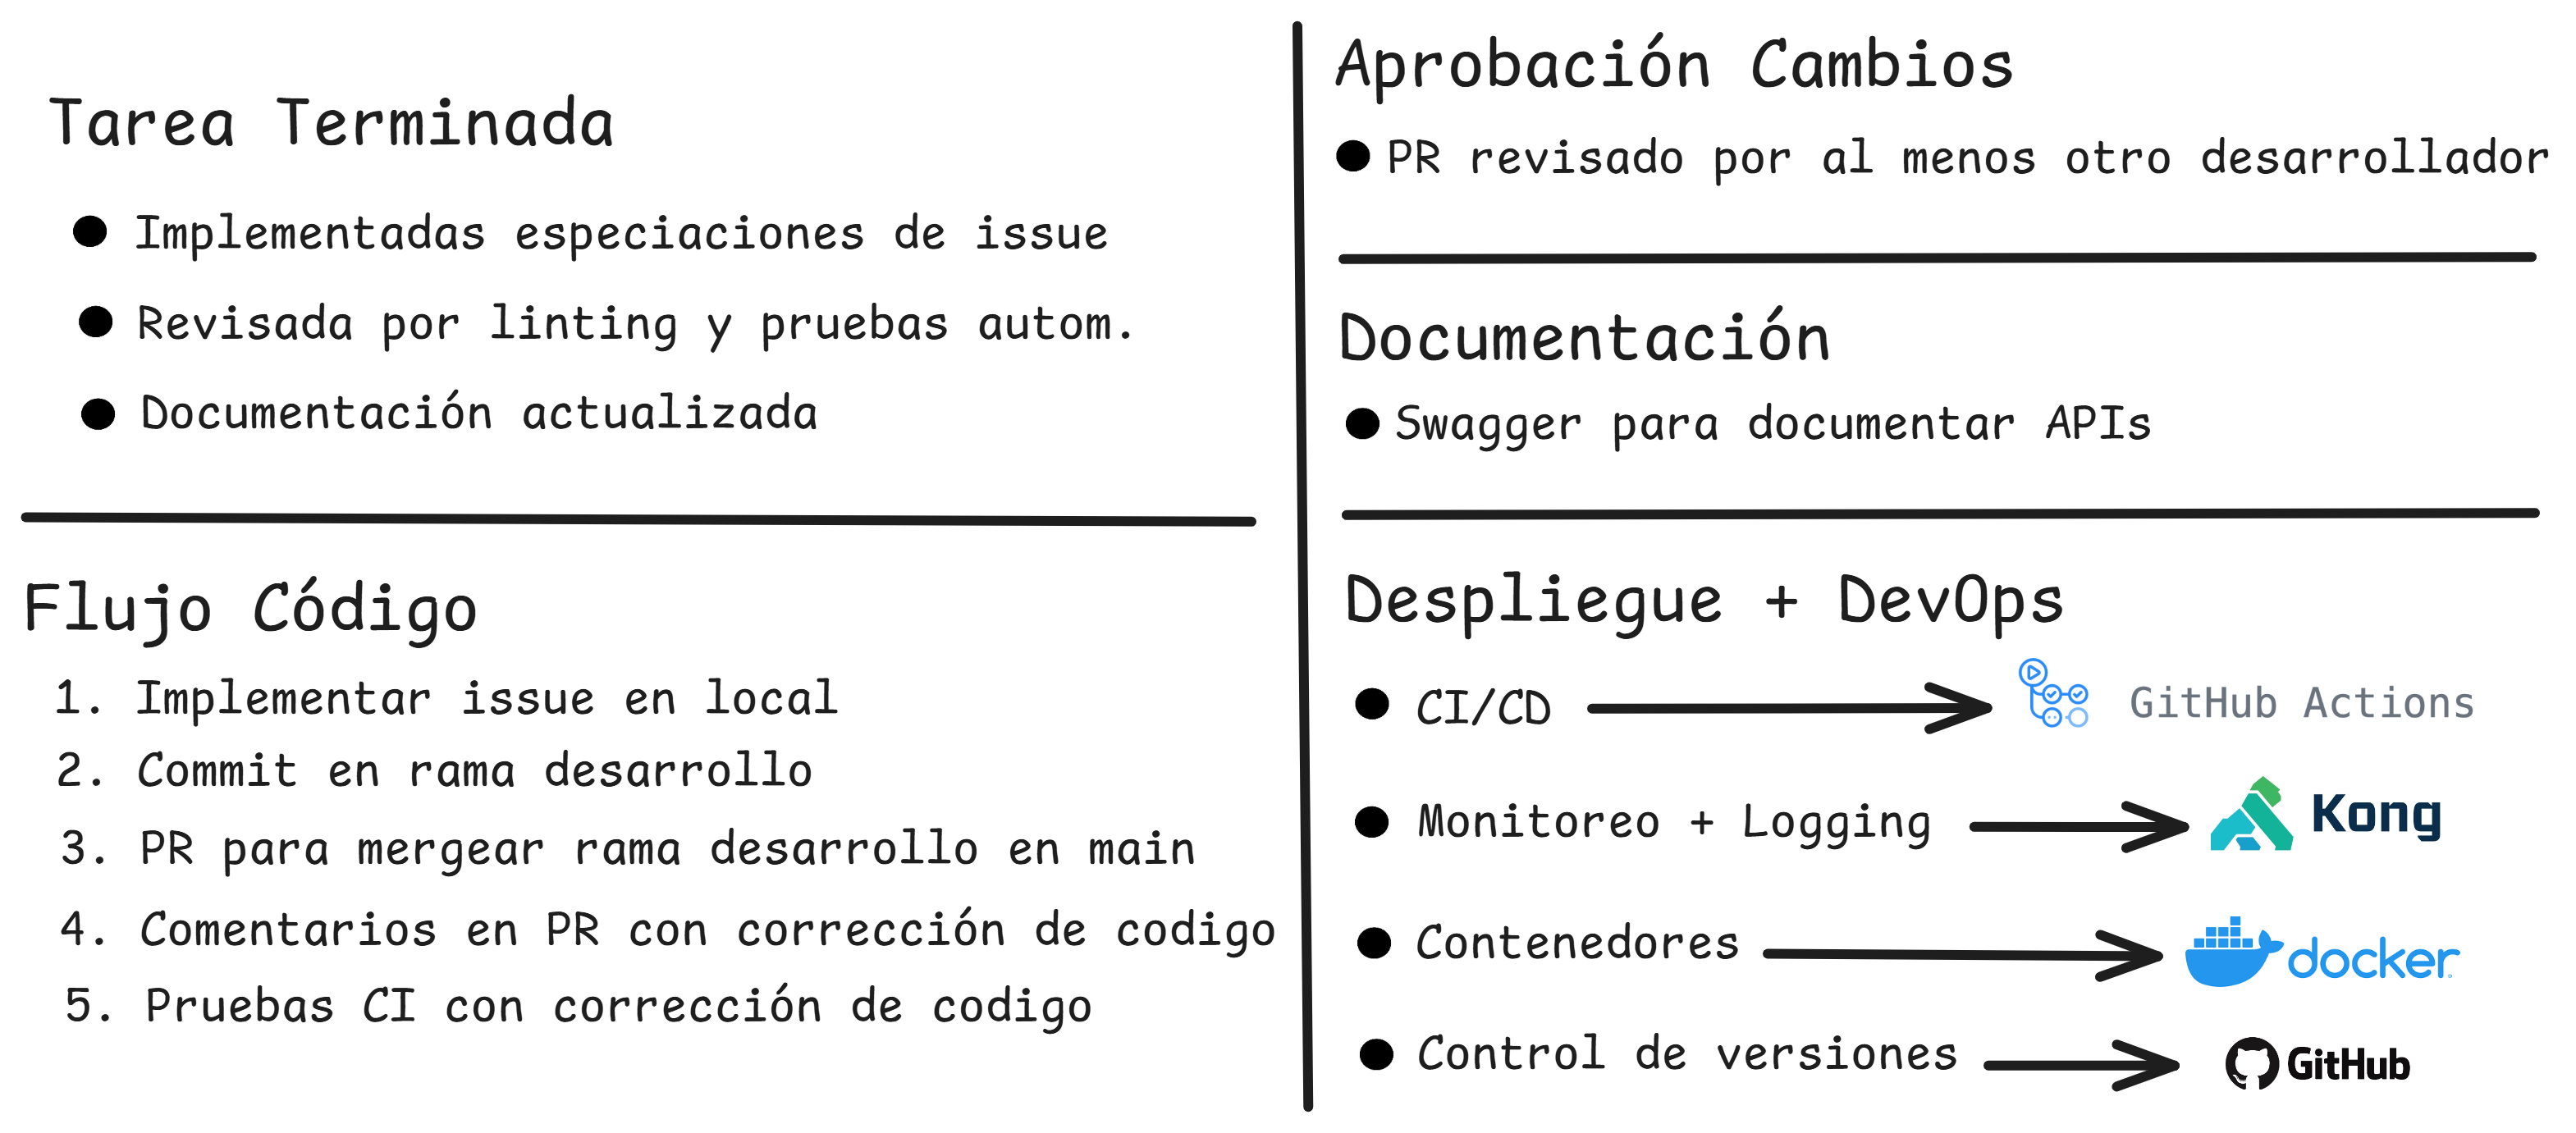 Tarea Terminada
Implementadas especiaciones de issue
Revisada por linting y pruebas autom.
Documentación actualizada
Flujo Código
1. Implementar issue en local
2. Commit en rama desarrollo
3. PR para mergear rama desarrollo en main
4. Comentarios en PR con corrección de codigo
5. Pruebas CI con corrección de codigo
Aprobación Cambios
PR revisado por al menos otro desarrollador
Documentación
Swagger para documentar APIs
Despliegue + DevOps
CI/CD GitHub Actions
Monitoreo + Logging Kong
Contenedores docker
Control de versiones GitHub